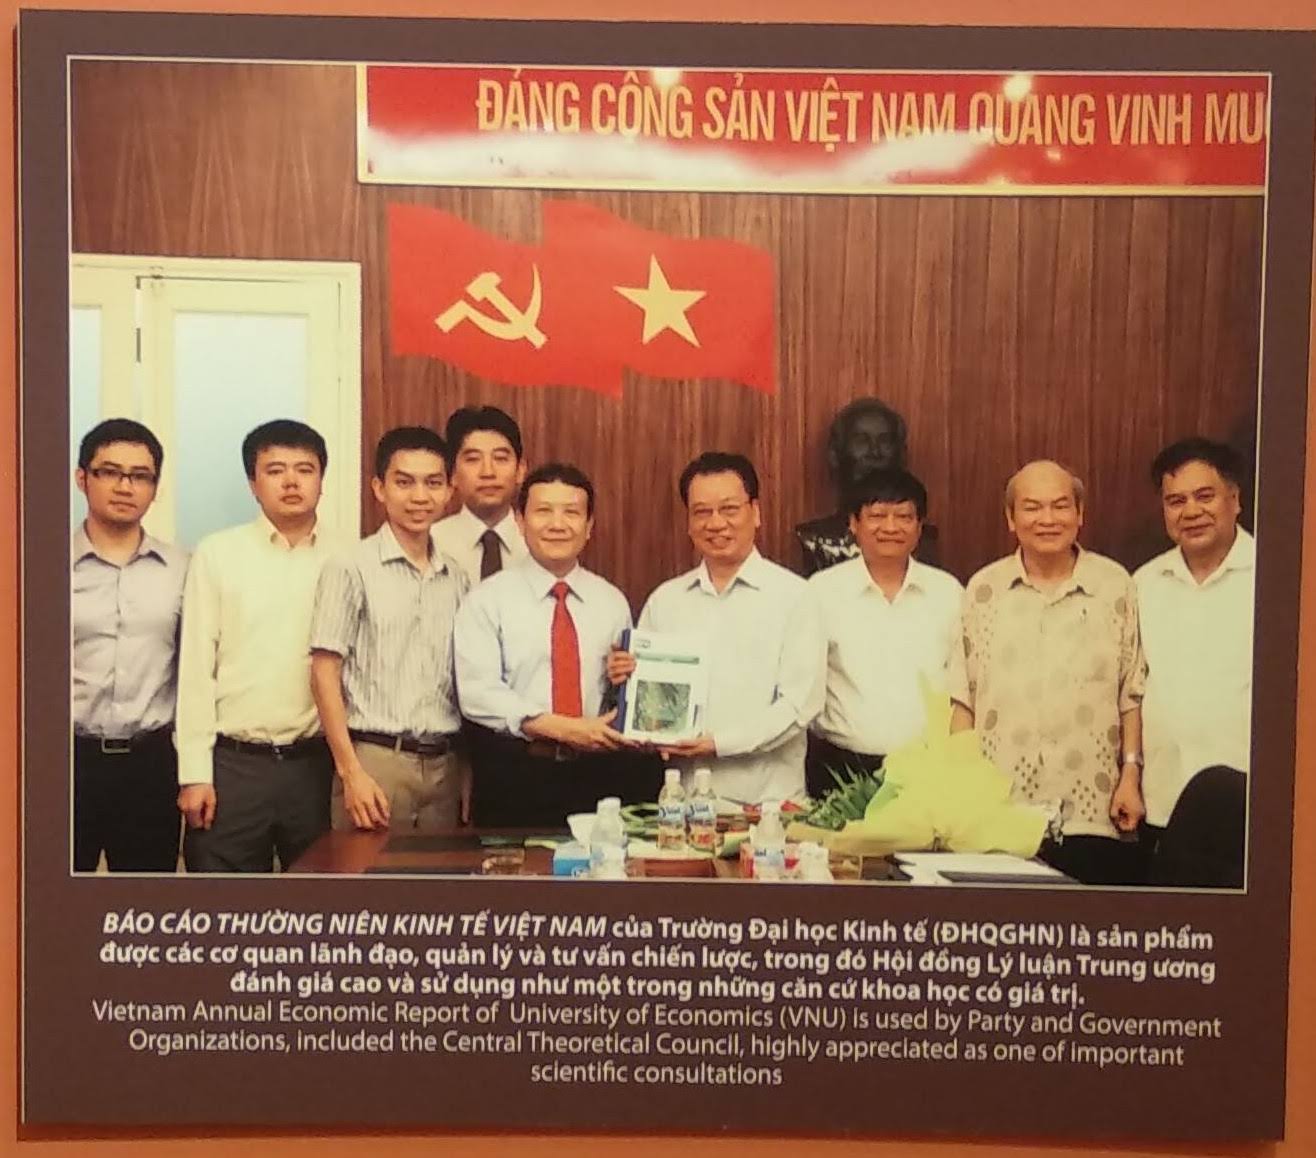 ĐẢNG CỘNG SẢN VIỆT NAM QUANG VINH MU
BÁO CÁO THƯỜNG NIÊN KINH TẾ VIỆT NAM của Trường Đại học Kinh tế (ĐHQGHN) là sản phẩm
được các cơ quan lãnh đạo, quản lý và tư vấn chiến lược, trong đó Hội đồng Lý luận Trung ương
đánh giá cao và sử dụng như một trong những căn cứ khoa học có giá trị.
Vietnam Annual Economic Report of University of Economics (VNU) is used by Party and Government
Organizations, included the Central Theoretical Council, highly appreciated as one of important
scientific consultations